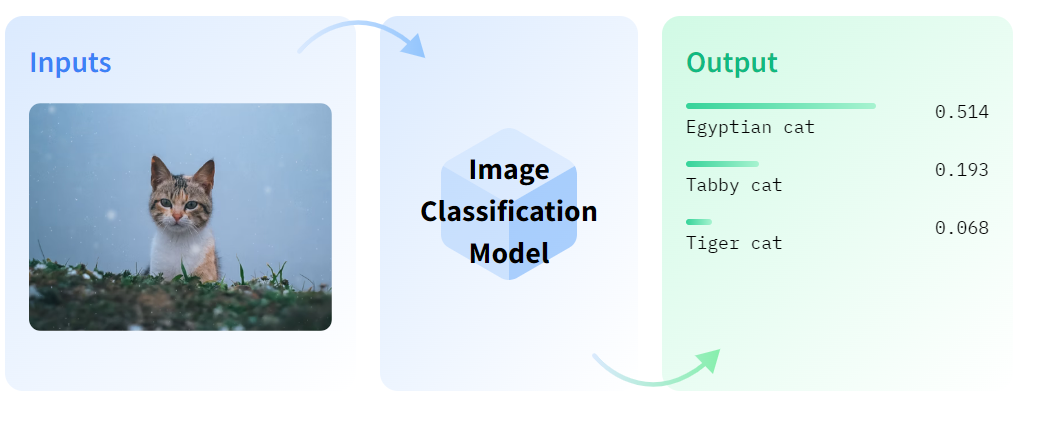 Inputs
Image
Classification
Model
Output
Egyptian cat 0.514
Tabby cat 0.193
Tiger cat 0.068